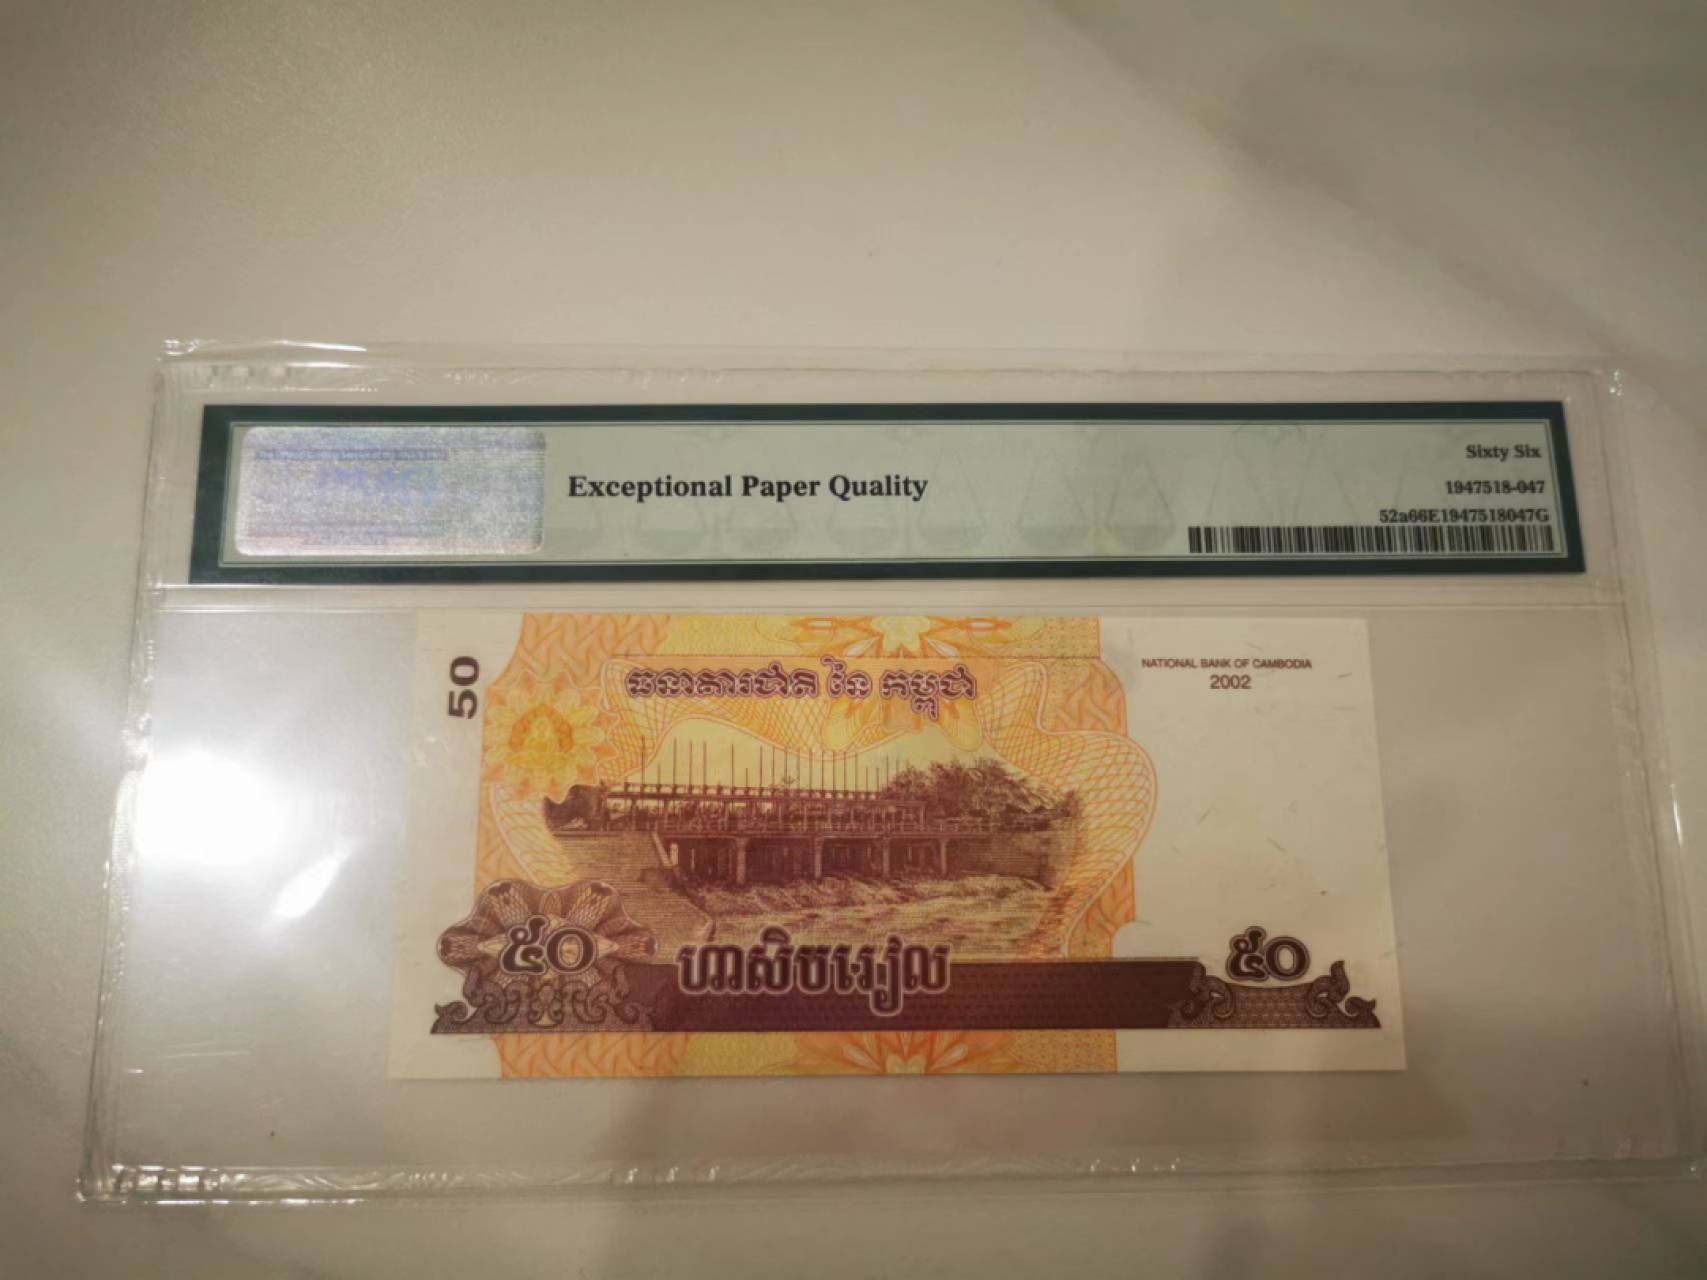 Exceptional Paper Quality
Sixty Six
1947518-047
52a66E1947518047G
50
ធនាគារជាតិ នៃ កម្ពុជា
NATIONAL BANK OF CAMBODIA
2002
៥០
ហាសិបរៀល
៥០